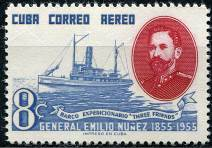 CUBA CORREO AEREO
8c
BARCO EXPEDICIONARIO "THREE FRIENDS"
GENERAL EMILIO NUÑEZ 1855 1955
IMPRESO EN CUBA